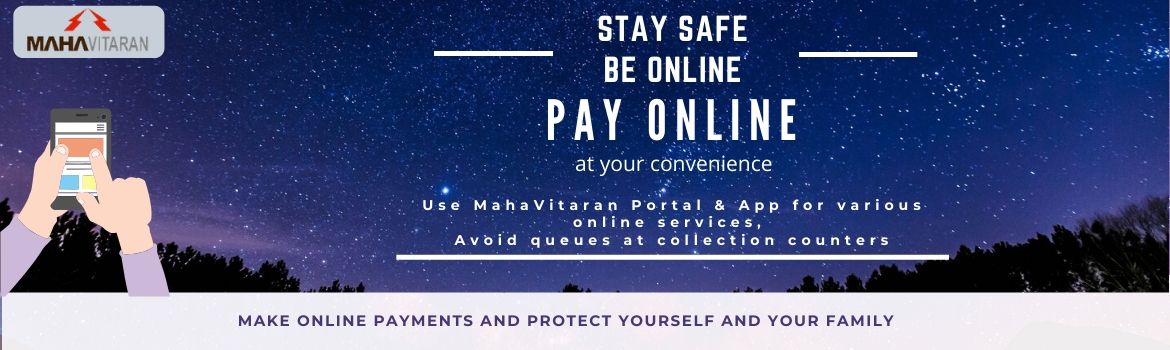 MAHAVITARAN
STAY SAFE
BE ONLINE
PAY ONLINE
at your convenience
Use MahaVitaran Portal & App for various
online services,
Avoid queues at collection counters
MAKE ONLINE PAYMENTS AND PROTECT YOURSELF AND YOUR FAMILY